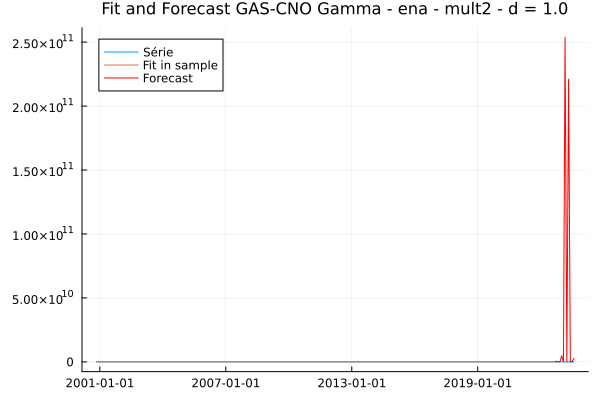 Fit and Forecast GAS-CNO Gamma - ena - mult2 - d = 1.0
2.50×10¹¹
Série
Fit in sample
Forecast
2.00×10¹¹
1.50×10¹¹
1.00×10¹¹
5.00×10¹⁰
0
2001-01-01 2007-01-01 2013-01-01 2019-01-01